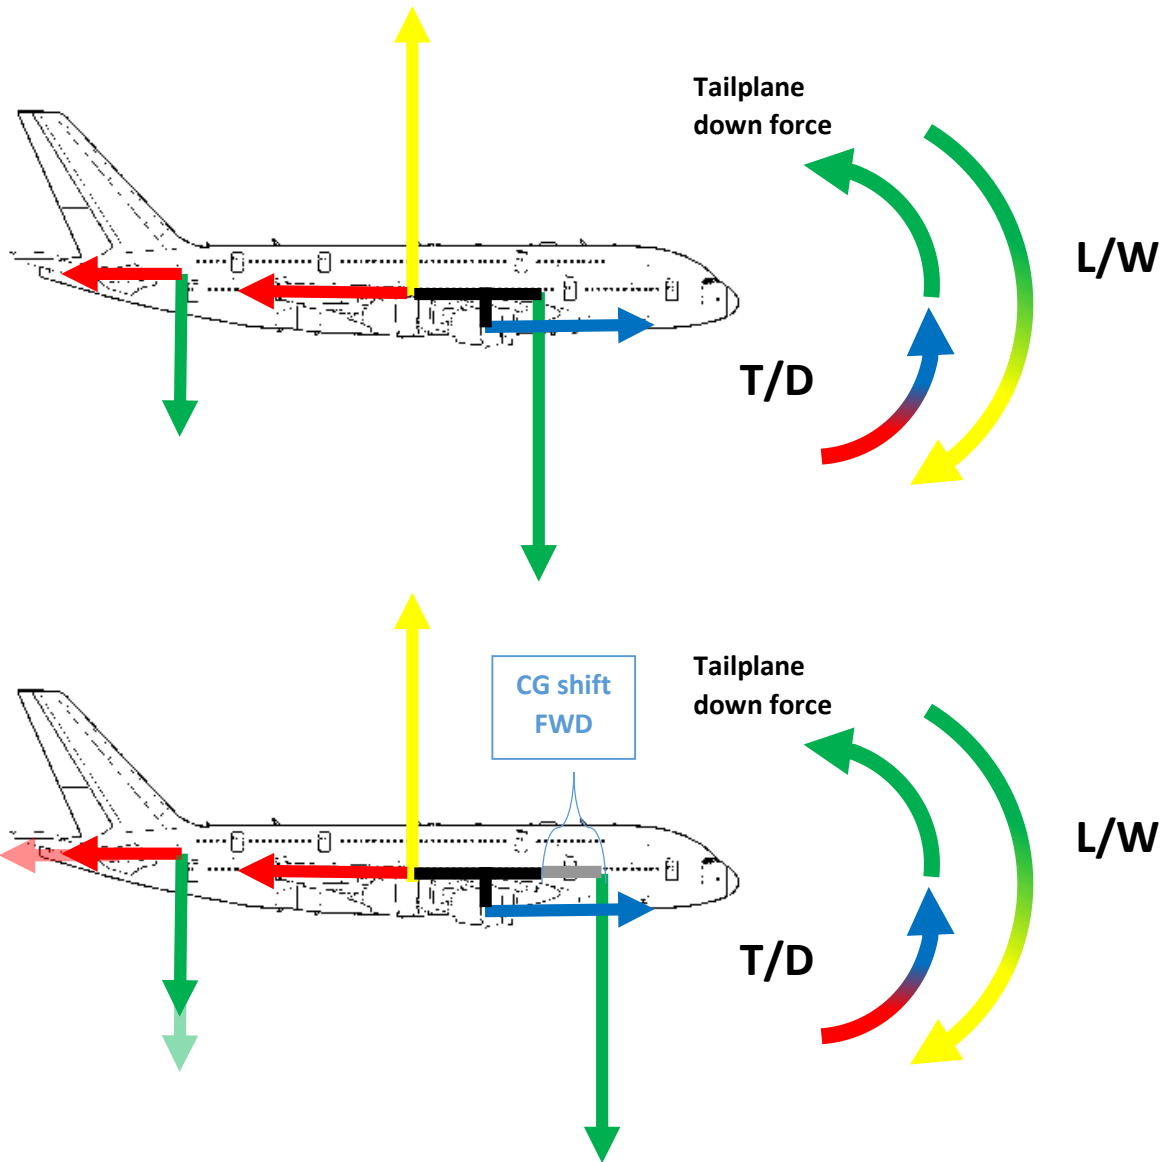 Tailplane
down force
L/W
T/D
CG shift
FWD
Tailplane
down force
L/W
T/D